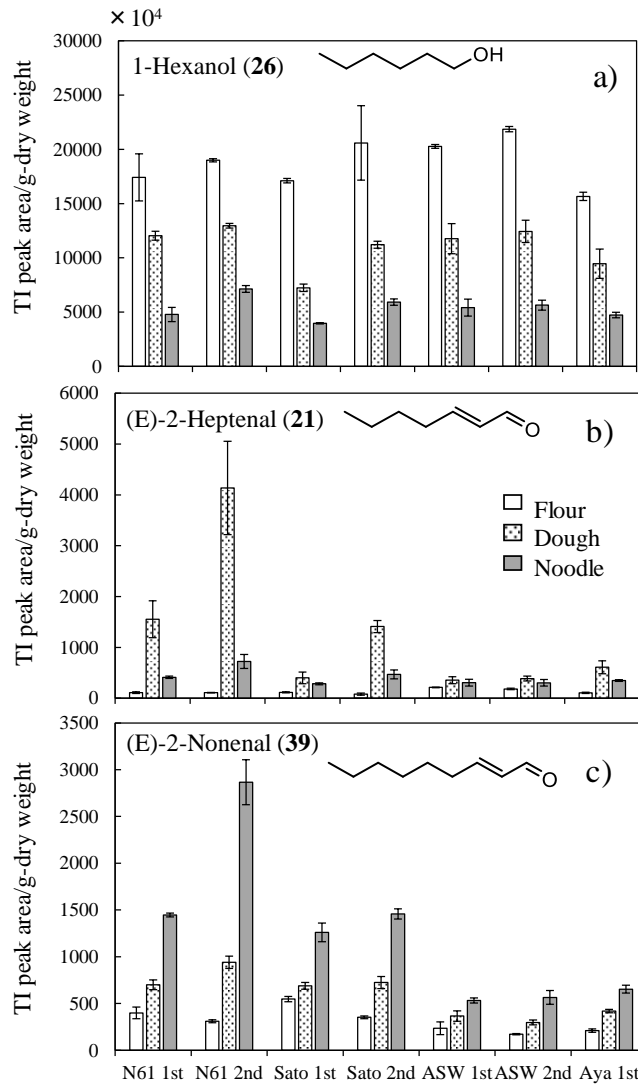 × 10⁴
30000
1-Hexanol (26)
OH
a)
25000
20000
15000
10000
5000
0
TI peak area/g-dry weight
6000
(E)-2-Heptenal (21)
O
b)
5000
Flour
4000
Dough
3000
Noodle
2000
1000
0
TI peak area/g-dry weight
3500
(E)-2-Nonenal (39)
O
c)
3000
2500
2000
1500
1000
500
0
TI peak area/g-dry weight
N61 1st N61 2nd Sato 1st Sato 2nd ASW 1st ASW 2nd Aya 1st